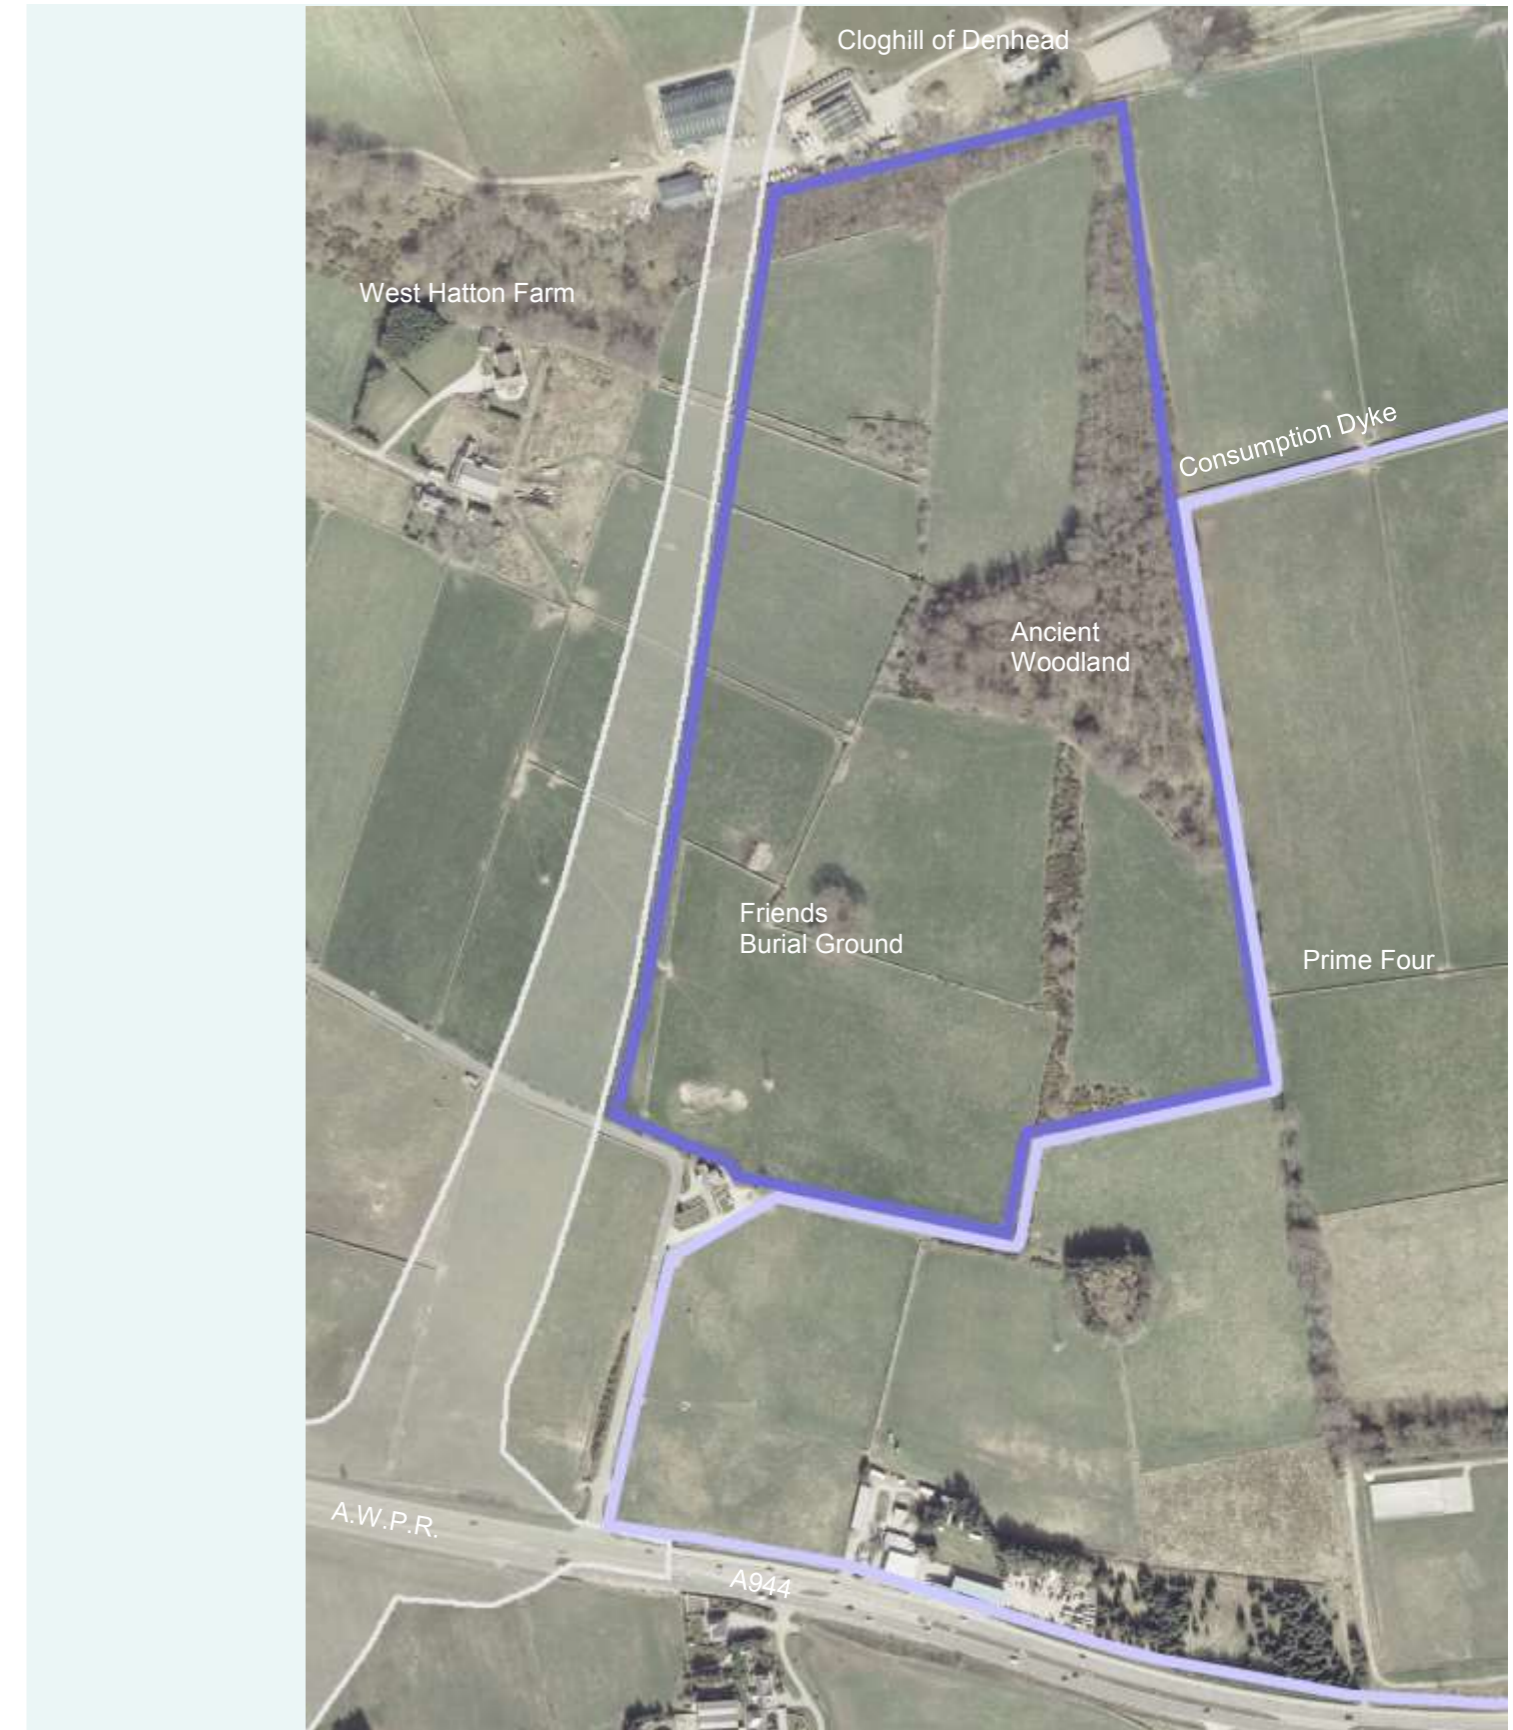 Cloghill of Denhead
West Hatton Farm
Consumption Dyke
Ancient
Woodland
Friends
Burial Ground
Prime Four
A.W.P.R.
A944